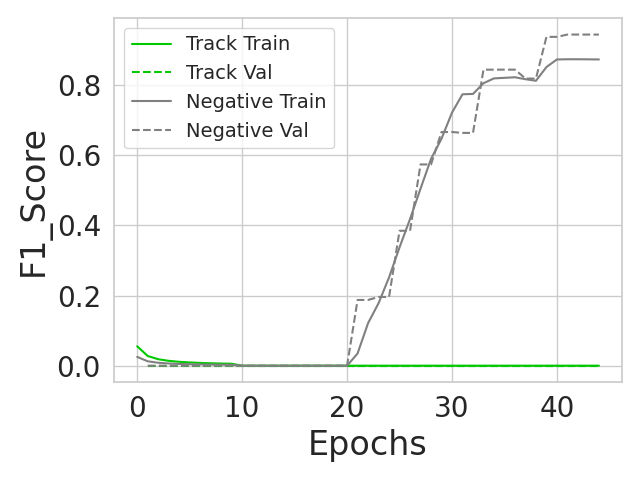 Track Train
Track Val
Negative Train
Negative Val
F1_Score
0.8
0.6
0.4
0.2
0.0
0 10 20 30 40
Epochs